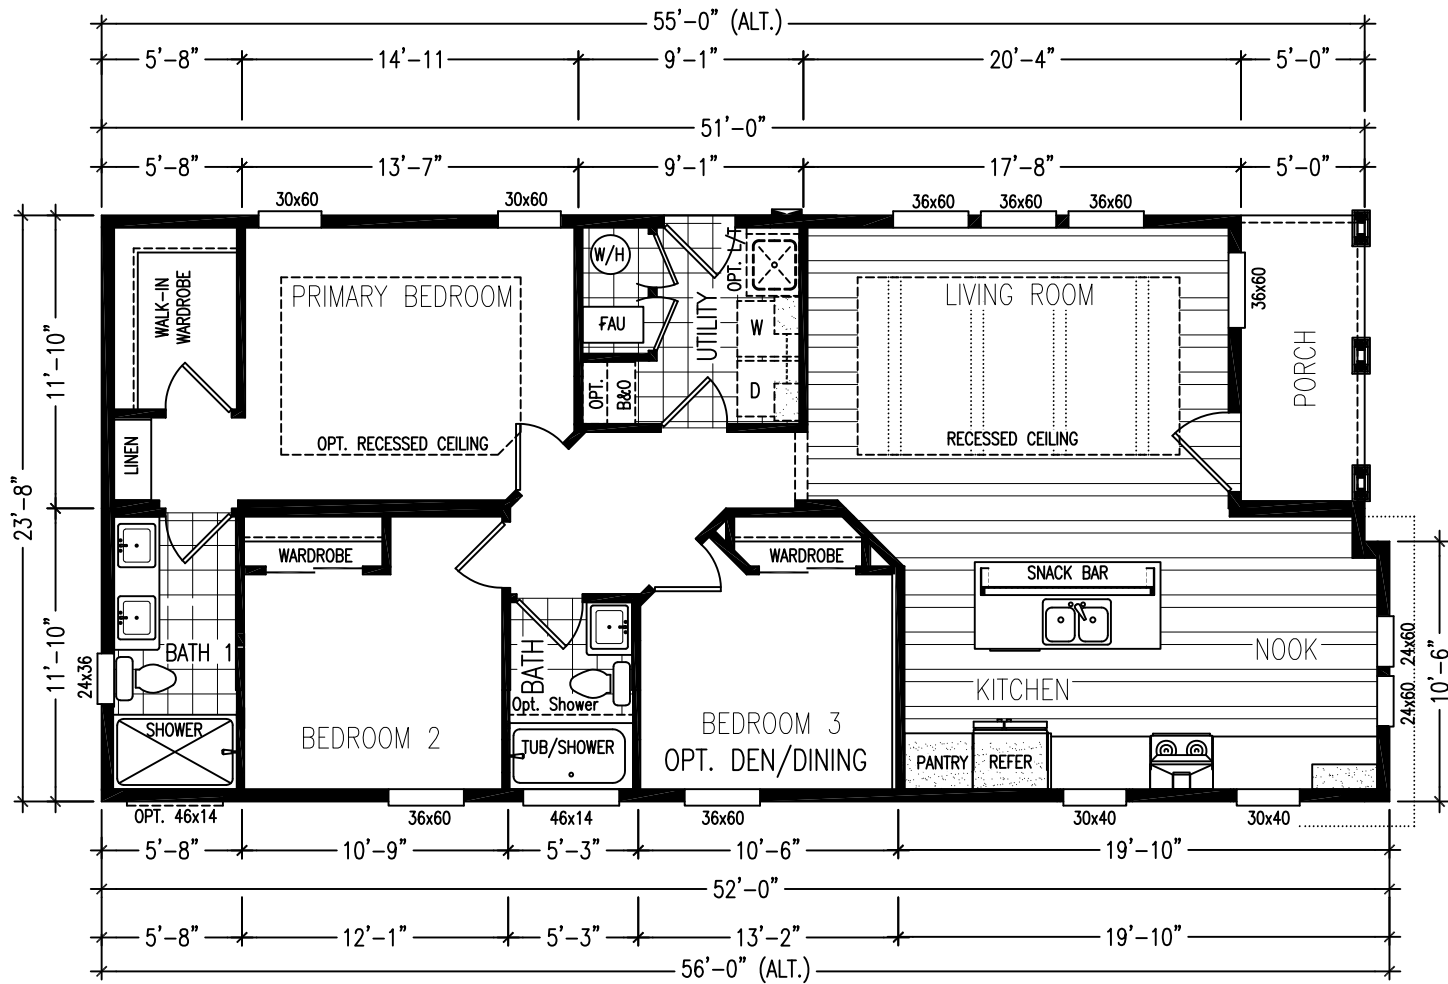 55'-0" (ALT.)
5'-8" 14'-11 9'-1" 20'-4" 5'-0"
51'-0"
5'-8" 13'-7" 9'-1" 17'-8" 5'-0"
30x60 30x60 36x60 36x60 36x60
WALK-IN
WARDROBE
PRIMARY BEDROOM
OPT. RECESSED CEILING
LINEN
W/H
FAU
OPT.
B&O
UTILITY
OPT. L.T.
W
D
LIVING ROOM
RECESSED CEILING
36x60
PORCH
23'-8"
11'-10"
11'-10"
24x36
BATH 1
SHOWER
OPT. 46x14
WARDROBE
BEDROOM 2
36x60
BATH
Opt. Shower
TUB/SHOWER
46x14
WARDROBE
BEDROOM 3
OPT. DEN/DINING
36x60
SNACK BAR
NOOK
KITCHEN
PANTRY
REFER
24x60
24x60
10'-6"
30x40
30x40
5'-8" 10'-9" 5'-3" 10'-6" 19'-10"
52'-0"
5'-8" 12'-1" 5'-3" 13'-2" 19'-10"
56'-0" (ALT.)